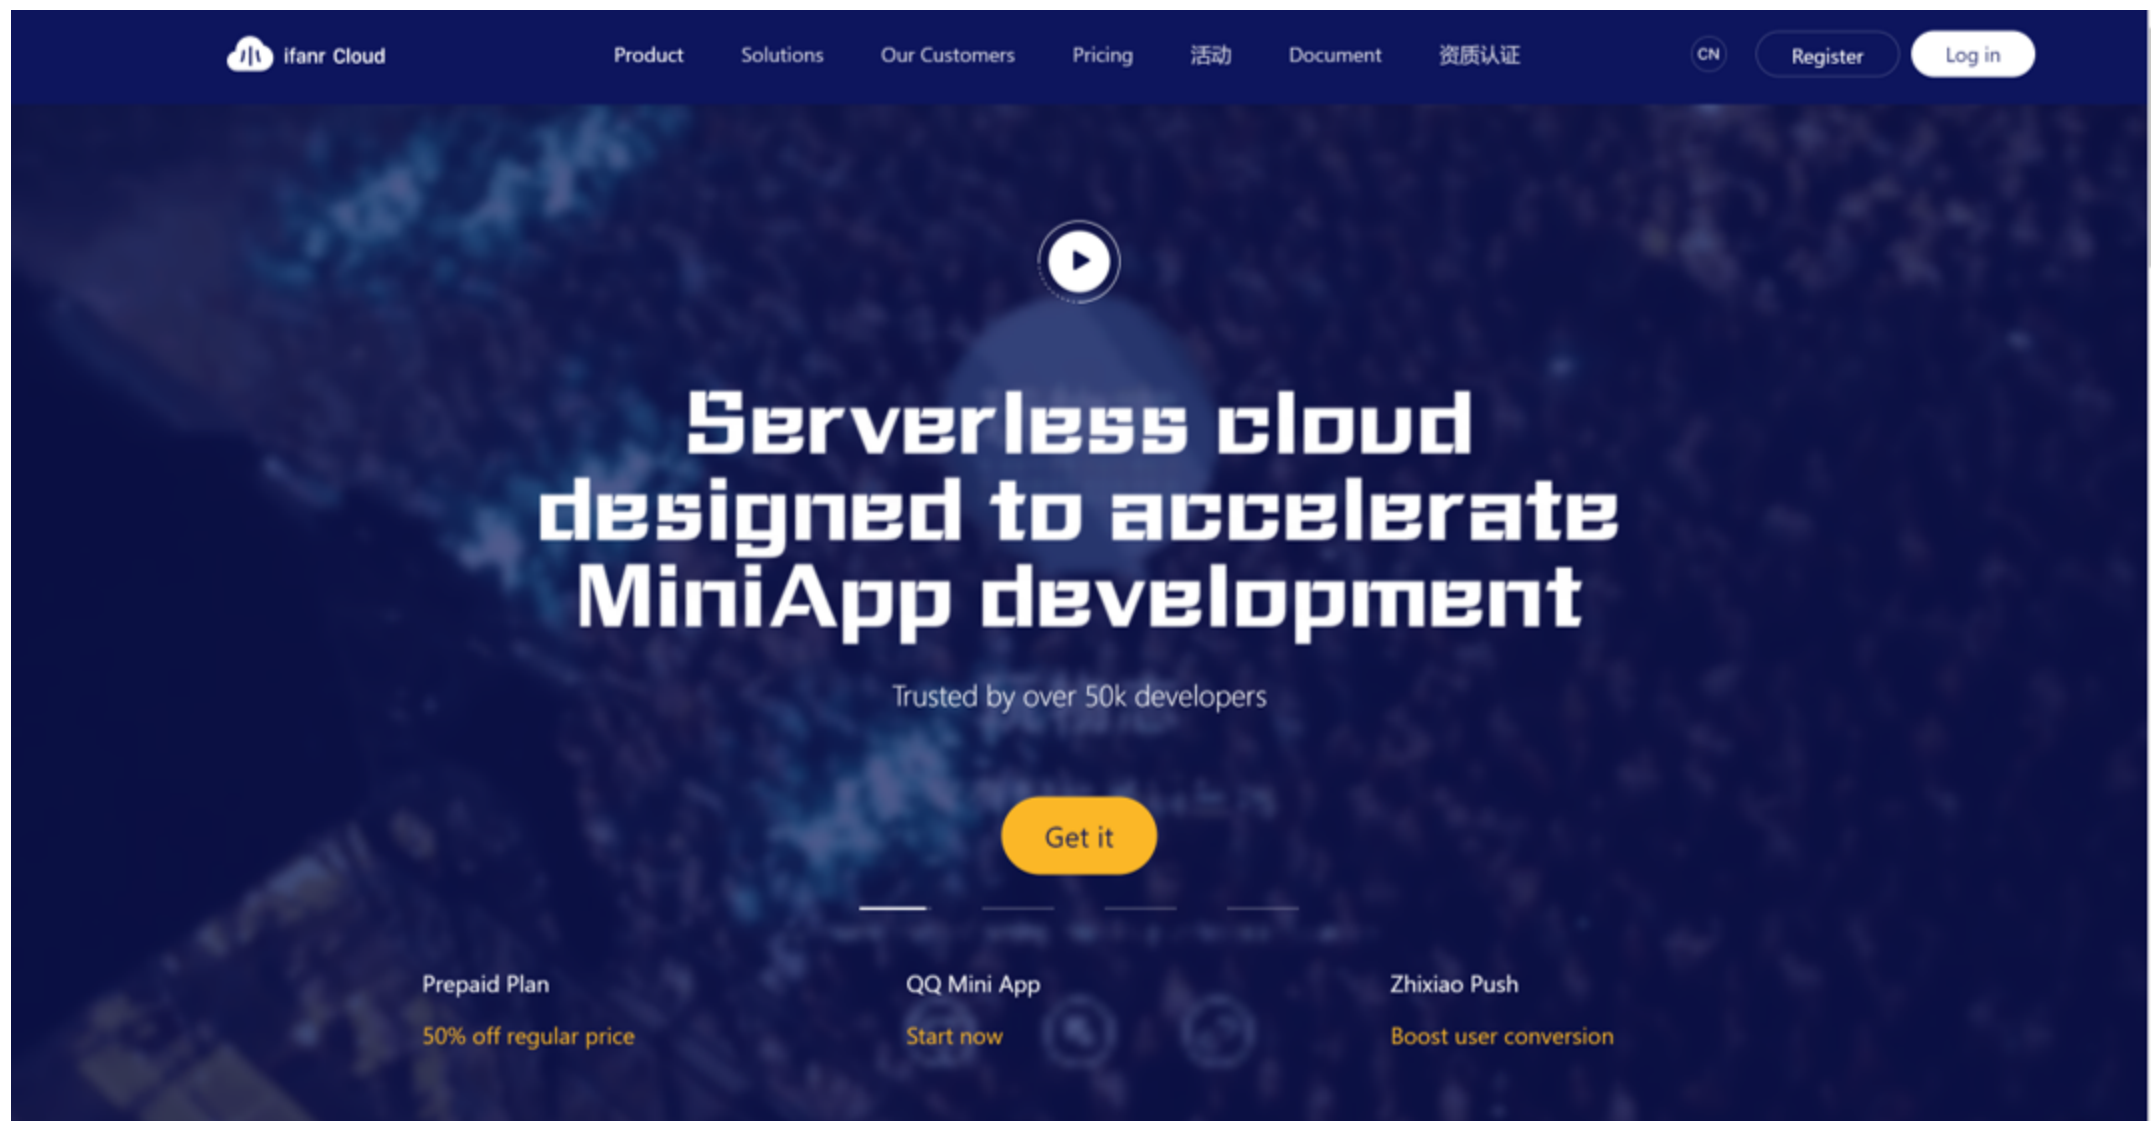 ifanr Cloud
Product
Solutions
Our Customers
Pricing
活动
Document
资质认证
CN
Register
Log in
Serverless cloud
designed to accelerate
MiniApp development
Trusted by over 50k developers
Get it
Prepaid Plan
50% off regular price
QQ Mini App
Start now
Zhixiao Push
Boost user conversion